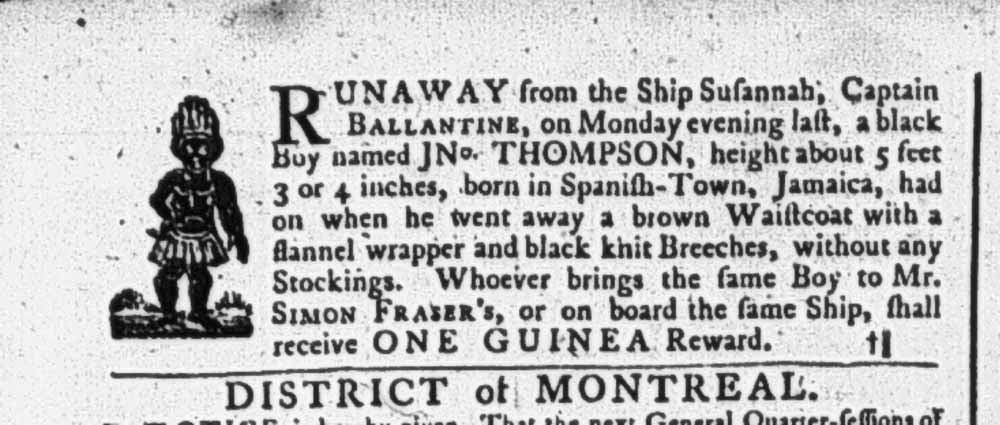 RUNAWAY from the Ship Suſannah, Captain
BALLANTINE, on Monday evening laſt, a black
Boy named JNo. THOMPSON, height about 5 feet
3 or 4 inches, born in Spaniſh-Town, Jamaica, had
on when he went away a brown Waiſtcoat with a
flannel wrapper and black knit Breeches, without any
Stockings. Whoever brings the ſame Boy to Mr.
SIMON FRASER's, or on board the ſame Ship, ſhall
receive ONE GUINEA Reward. †
DISTRICT of MONTREAL.
That the next General Quarter-ſeſſions of